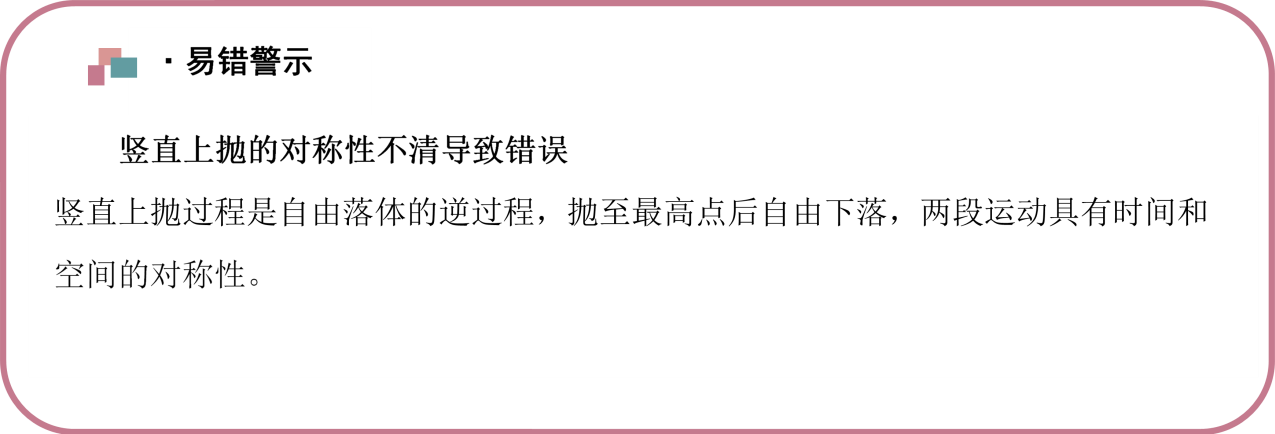 ·易错警示
竖直上抛的对称性不清导致错误
竖直上抛过程是自由落体的逆过程，抛至最高点后自由下落，两段运动具有时间和
空间的对称性。